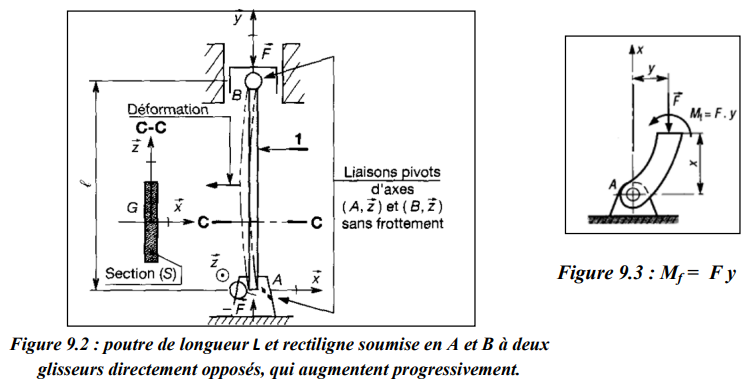 y
F
B
Déformation
C-C
z
1
ℓ
Liaisons pivots
d'axes
(A, z) et (B, z)
sans frottement
G
x
C
C
Section (S)
z
A
x
-F
x
y
F
Mf = F . y
x
A
Figure 9.3 : Mf = F y
Figure 9.2 : poutre de longueur L et rectiligne soumise en A et B à deux
glisseurs directement opposés, qui augmentent progressivement.